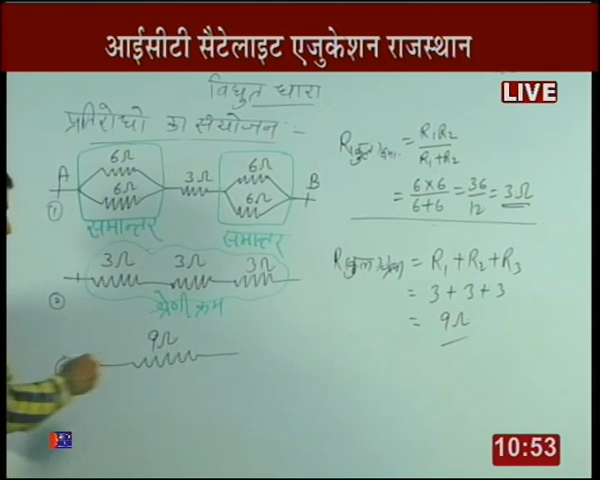 आईसीटी सैटेलाइट एजुकेशन राजस्थान
LIVE
विधुत धारा
प्रतिरोधो का संयोजन :-
A 6Ω 6Ω 3Ω 6Ω 6Ω B
①
समान्तर समान्तर
3Ω 3Ω 3Ω
②
श्रेणी क्रम
9Ω
R कुल = R₁R₂ / R₁+R₂
= 6×6 / 6+6 = 36 / 12 = 3Ω
R कुल = R₁ + R₂ + R₃
= 3 + 3 + 3
= 9Ω
10:53